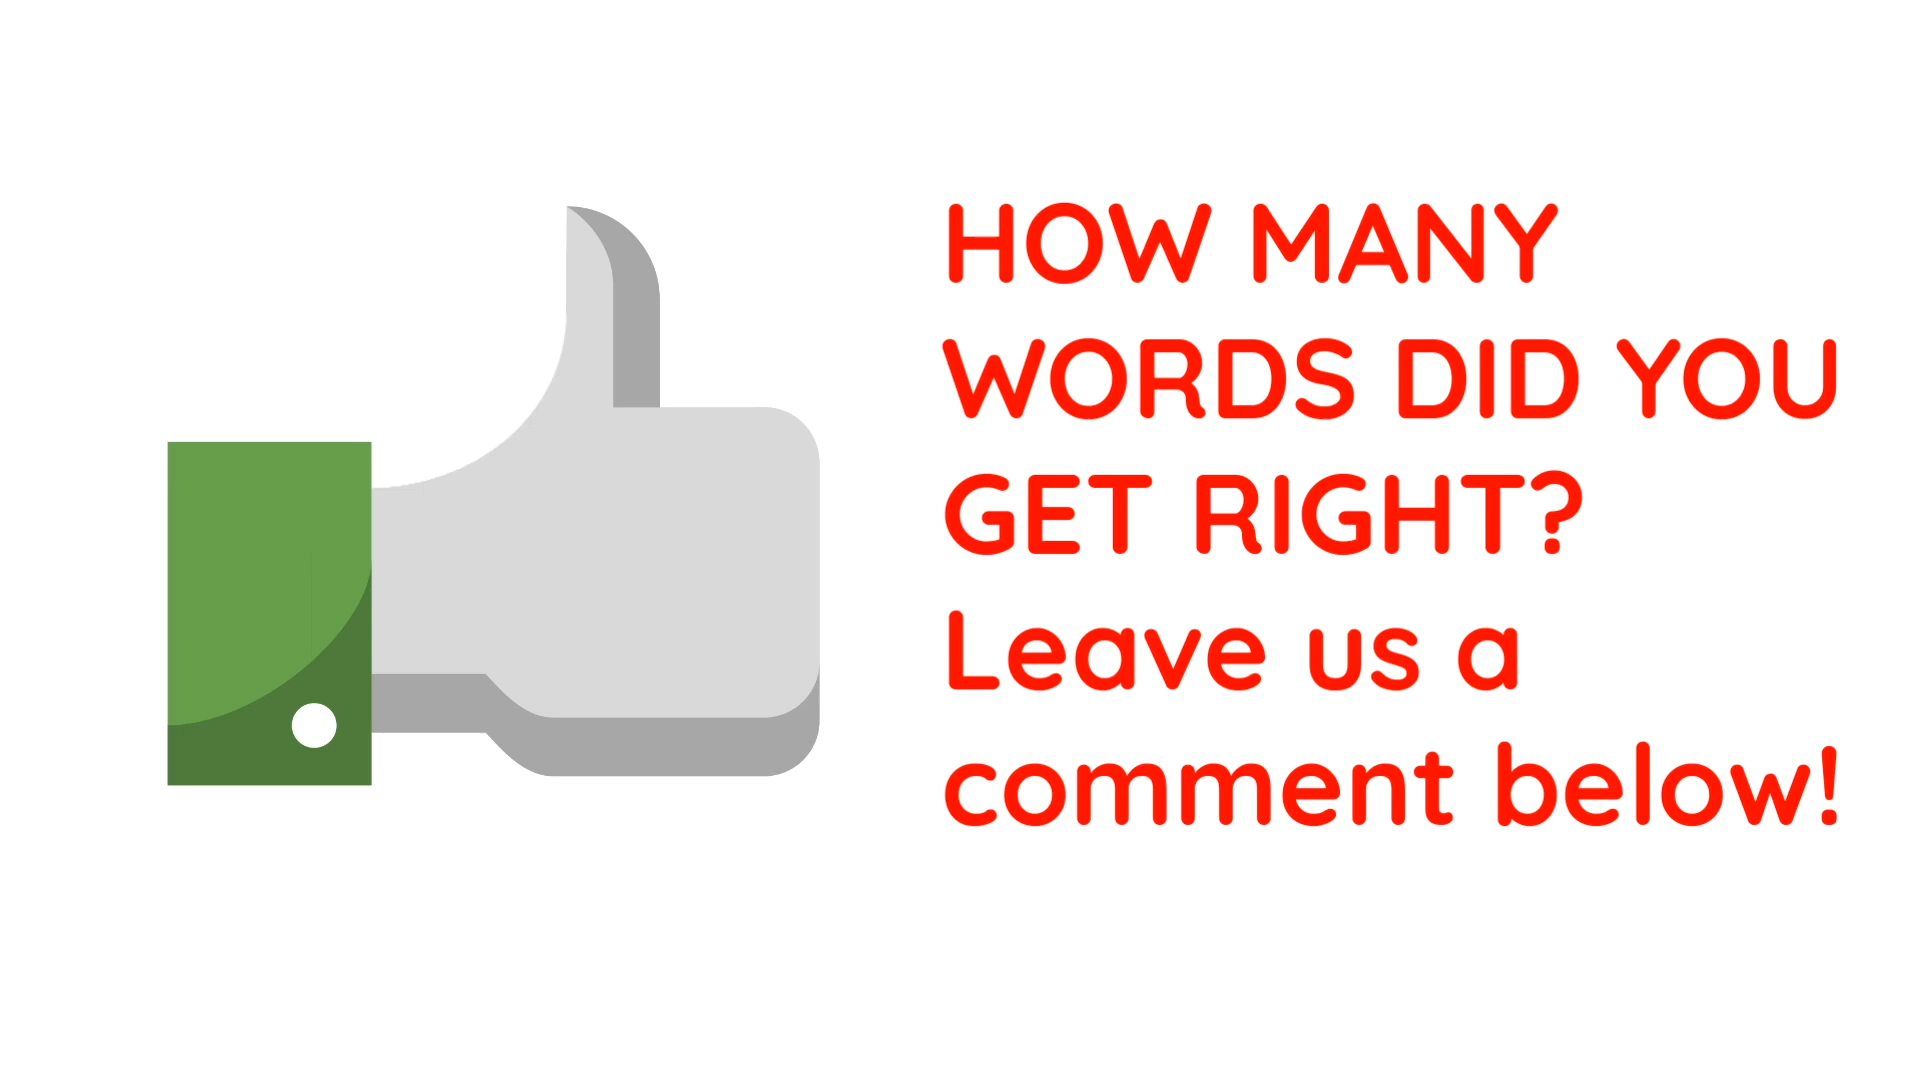 HOW MANY
WORDS DID YOU
GET RIGHT?
Leave us a
comment below!